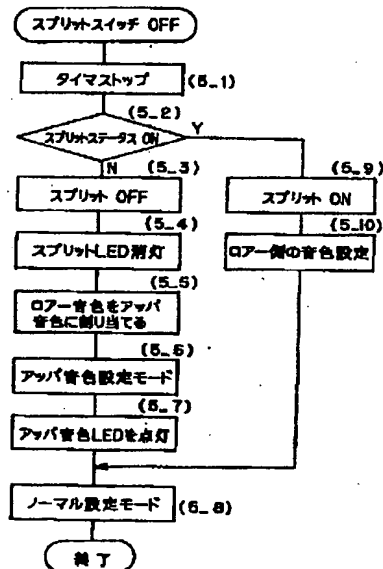 スプリットスイッチ OFF
タイマストップ
(5_1)
(5_2)
スプリットステータス ON
Y
N
(5_3)
スプリット OFF
(5_4)
スプリットLED消灯
(5_5)
ロアー音色をアッパ
音色に割り当てる
(5_6)
アッパ音色設定モード
(5_7)
アッパ音色LEDを点灯
(5_9)
スプリット ON
(5_10)
ロアー側の音色設定
ノーマル設定モード
(5_8)
終了